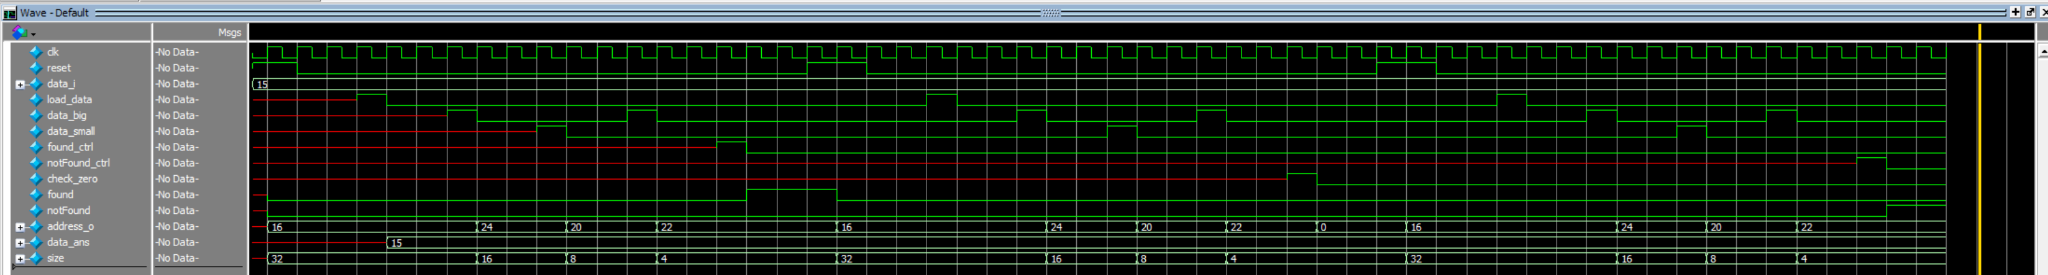 Wave - Default
Msgs
clk -No Data-
reset -No Data-
data_i -No Data- 15
load_data -No Data-
data_big -No Data-
data_small -No Data-
found_ctrl -No Data-
notFound_ctrl -No Data-
check_zero -No Data-
found -No Data-
notFound -No Data-
address_o -No Data- 16 24 20 22 16 24 20 22 0 16 24 20 22
data_ans -No Data- 15
size -No Data- 32 16 8 4 32 16 8 4 32 16 8 4